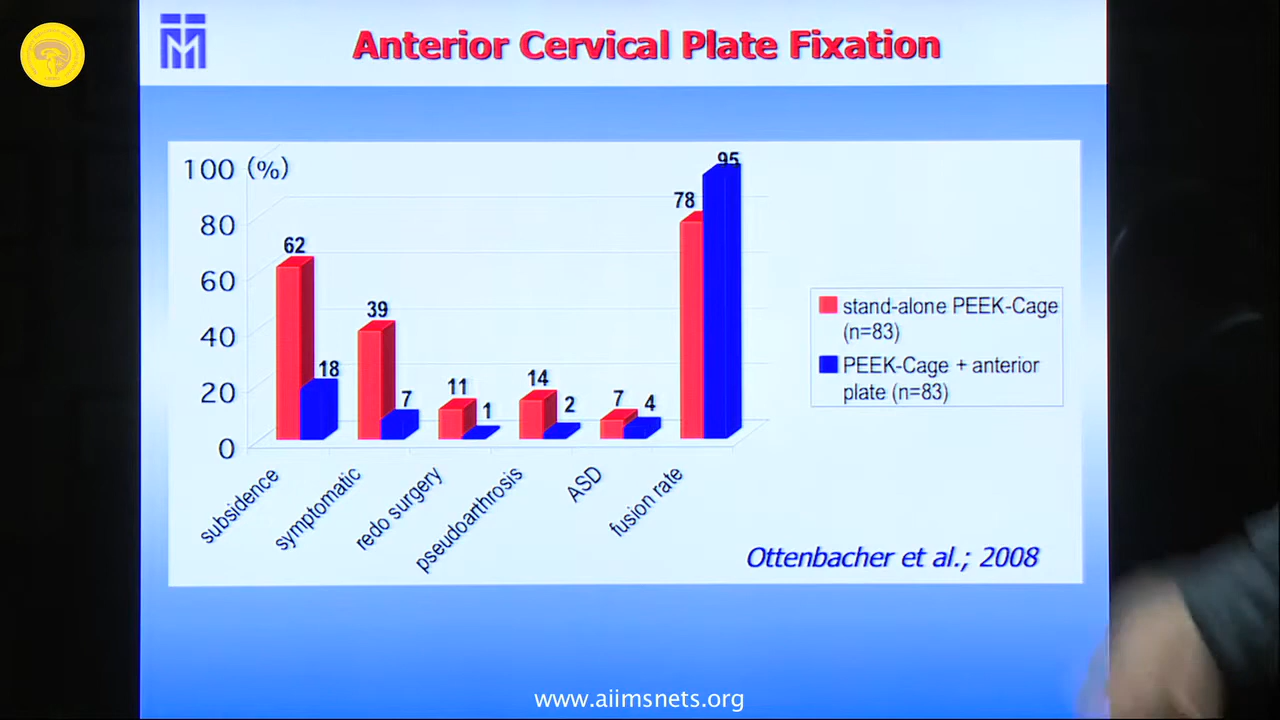 Anterior Cervical Plate Fixation
100 (%)
80
60
40
20
0
62
18
39
7
11
1
14
2
7
4
78
95
subsidence
symptomatic
redo surgery
pseudoarthrosis
ASD
fusion rate
stand-alone PEEK-Cage
(n=83)
PEEK-Cage + anterior
plate (n=83)
Ottenbacher et al.; 2008
www.aiimsnets.org